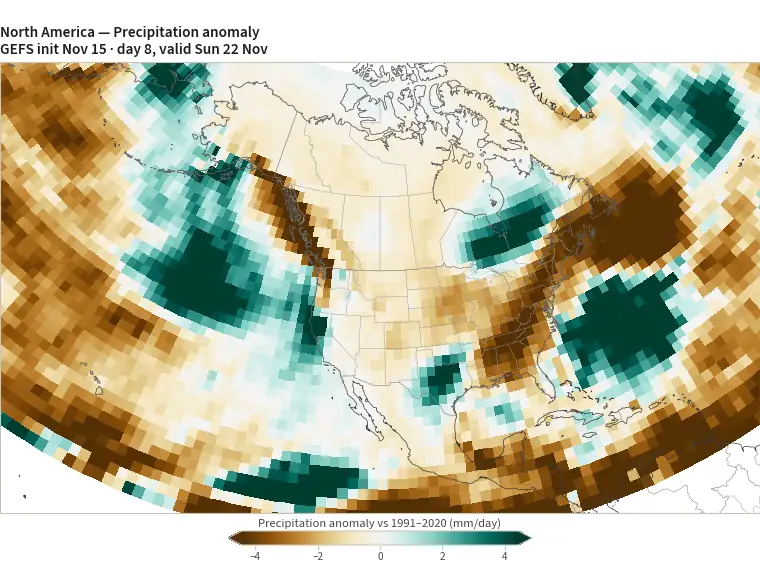 North America — Precipitation anomaly
GEFS init Nov 15 · day 8, valid Sun 22 Nov
Precipitation anomaly vs 1991–2020 (mm/day)
−4 −2 0 2 4